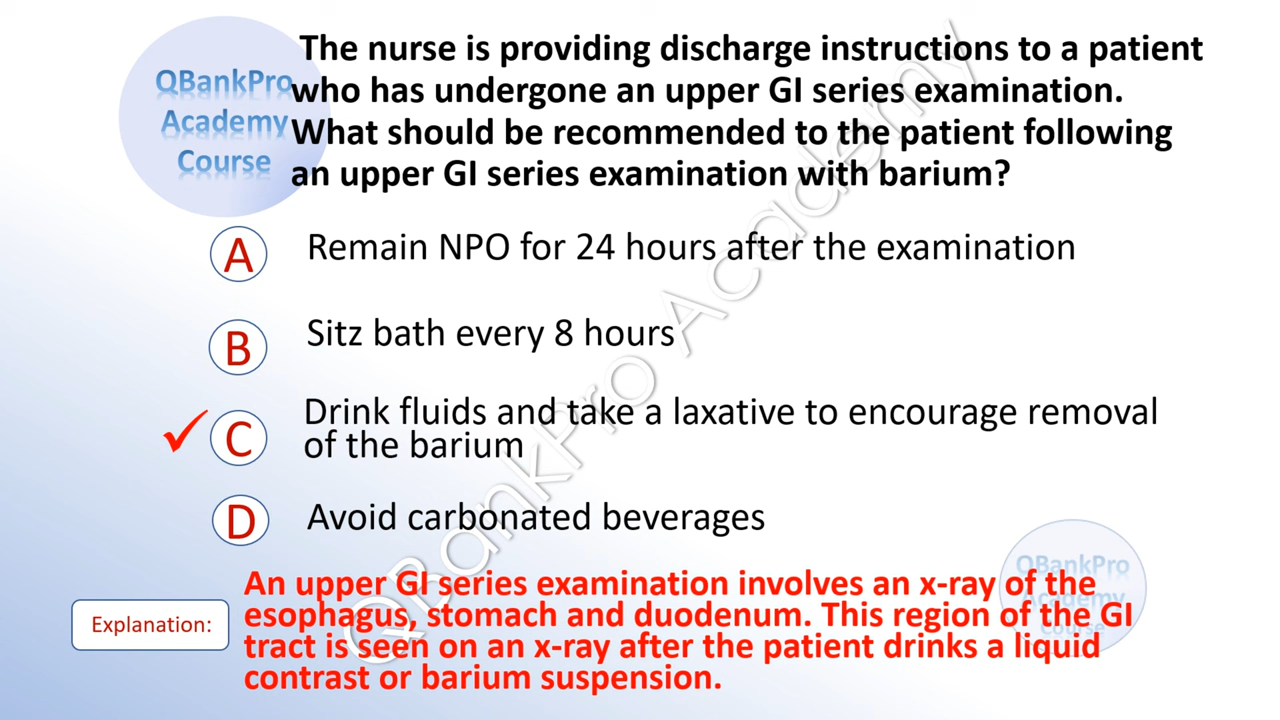 QBankPro
Academy
Course
The nurse is providing discharge instructions to a patient
who has undergone an upper GI series examination.
What should be recommended to the patient following
an upper GI series examination with barium?
A
Remain NPO for 24 hours after the examination
B
Sitz bath every 8 hours
C
Drink fluids and take a laxative to encourage removal
of the barium
D
Avoid carbonated beverages
QBankPro Academy
Explanation:
An upper GI series examination involves an x-ray of the
esophagus, stomach and duodenum. This region of the GI
tract is seen on an x-ray after the patient drinks a liquid
contrast or barium suspension.
QBankPro
Academy
Course